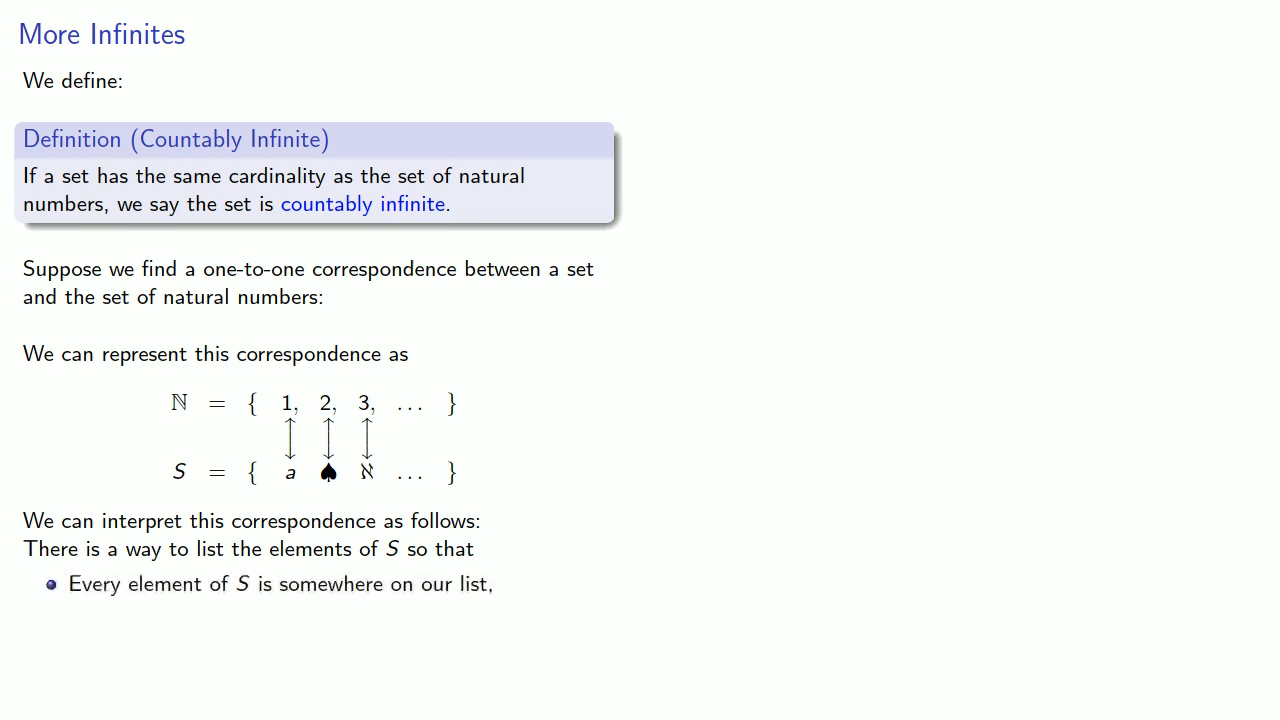 More Infinites
We define:
Definition (Countably Infinite)
If a set has the same cardinality as the set of natural
numbers, we say the set is countably infinite.
Suppose we find a one-to-one correspondence between a set
and the set of natural numbers:
We can represent this correspondence as
ℕ = { 1, 2, 3, ... }
↕ ↕ ↕
S = { a ♠ ℵ ... }
We can interpret this correspondence as follows:
There is a way to list the elements of S so that
• Every element of S is somewhere on our list,